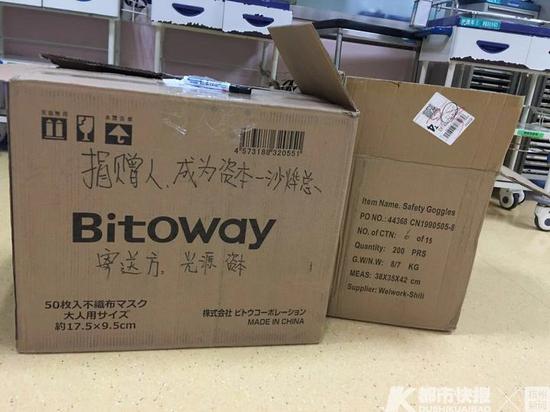 4573188320551
捐赠人.成为资本一沙烨总.
Bitoway
寄送方.光源资本
50枚入不織布マスク
大人用サイズ
約17.5×9.5cm
株式会社 ビトウコーポレーション
MADE IN CHINA
Item Name: Safety Goggles
PO NO.: 44368 CN1990505-8
NO. of CTN: 6 of 15
Quantity: 200 PRS
G.W/N.W: 8/7 KG
MEAS: 38X38X42 cm
Supplier: Welwork-Shili
都市快报